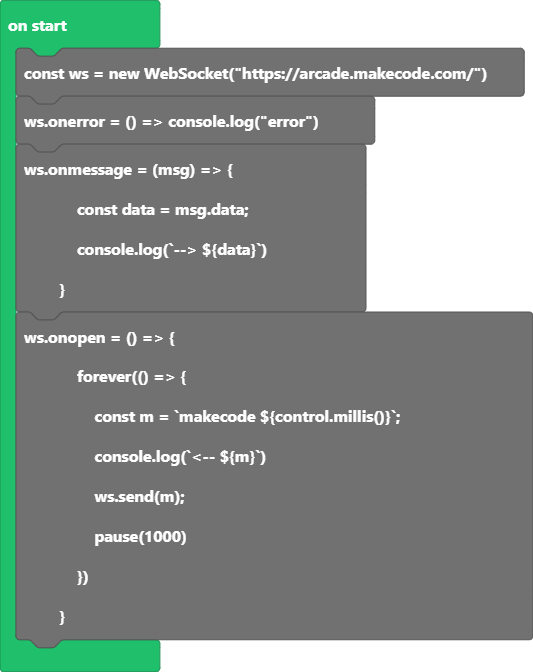 on start
const ws = new WebSocket("https://arcade.makecode.com/")
ws.onerror = () => console.log("error")
ws.onmessage = (msg) => {
const data = msg.data;
console.log(`--> ${data}`)
}
ws.onopen = () => {
forever(() => {
const m = `makecode ${control.millis()}`;
console.log(`<-- ${m}`)
ws.send(m);
pause(1000)
})
}